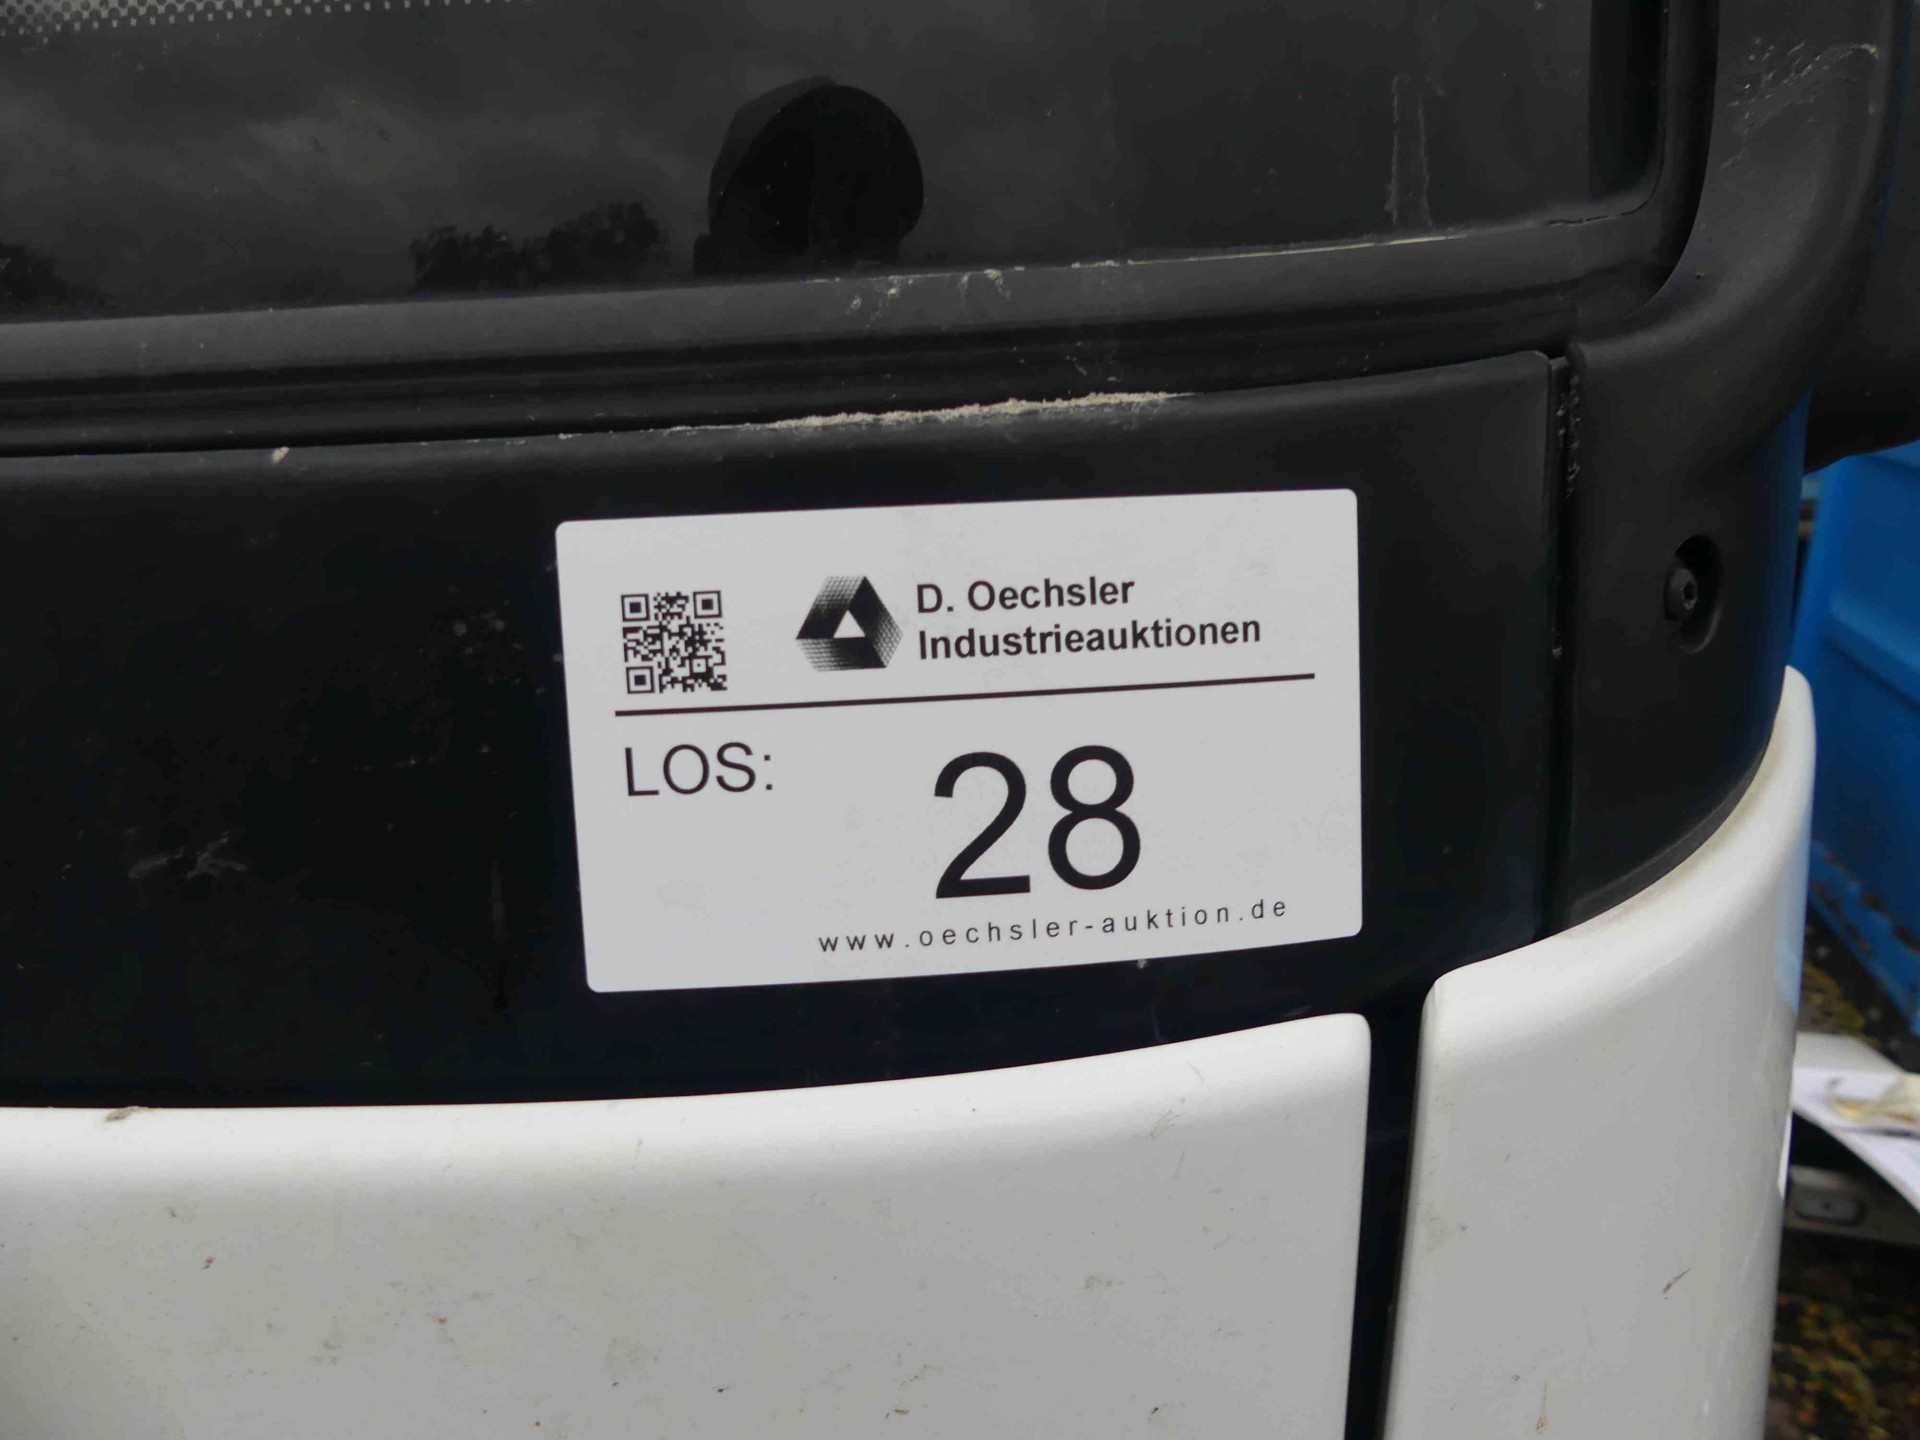 D. Oechsler
Industrieauktionen
LOS: 28
www.oechsler-auktion.de